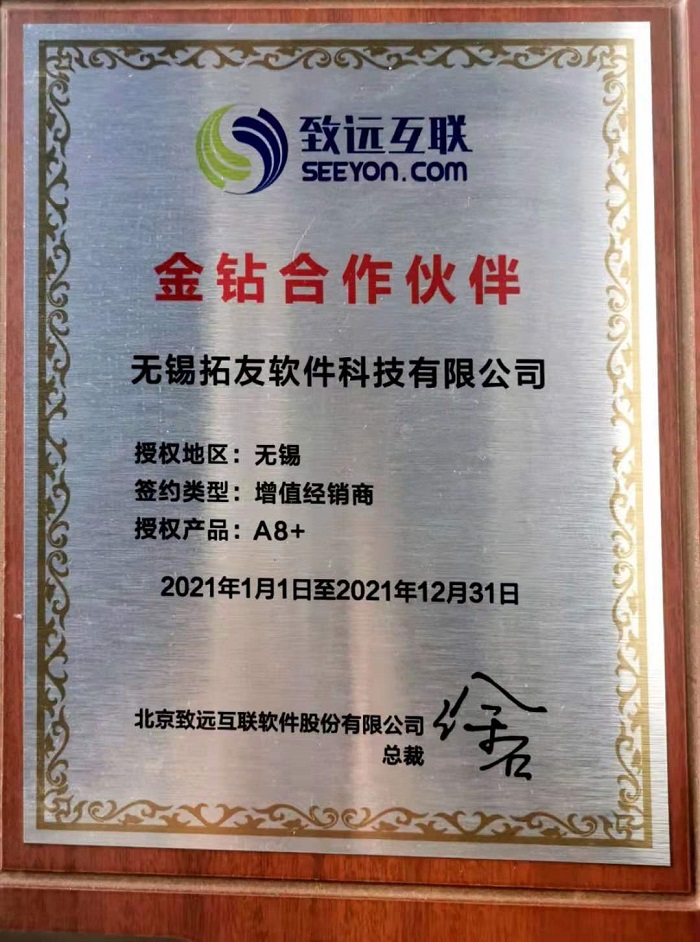 致远互联
SEEYON.COM
金钻合作伙伴
无锡拓友软件科技有限公司
授权地区：无锡
签约类型：增值经销商
授权产品：A8+
2021年1月1日至2021年12月31日
北京致远互联软件股份有限公司
总裁
徐石